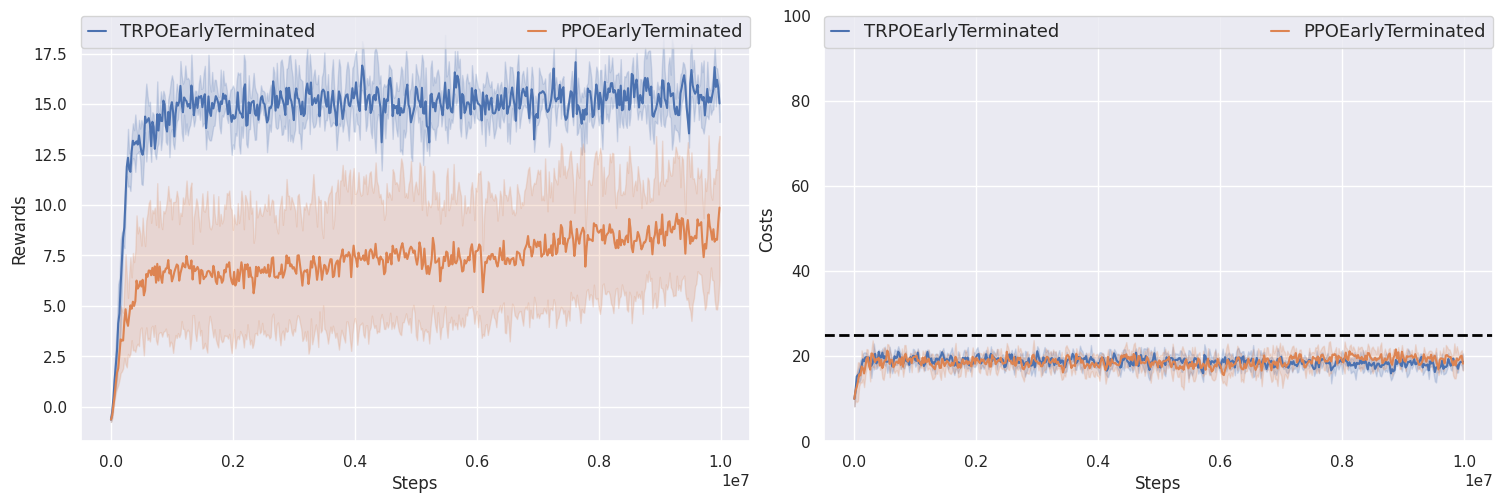 TRPOEarlyTerminated PPOEarlyTerminated
17.5
15.0
12.5
10.0
7.5
5.0
2.5
0.0
Rewards
0.0 0.2 0.4 0.6 0.8 1.0
1e7
Steps
TRPOEarlyTerminated PPOEarlyTerminated
100
80
60
40
20
0
Costs
0.0 0.2 0.4 0.6 0.8 1.0
1e7
Steps